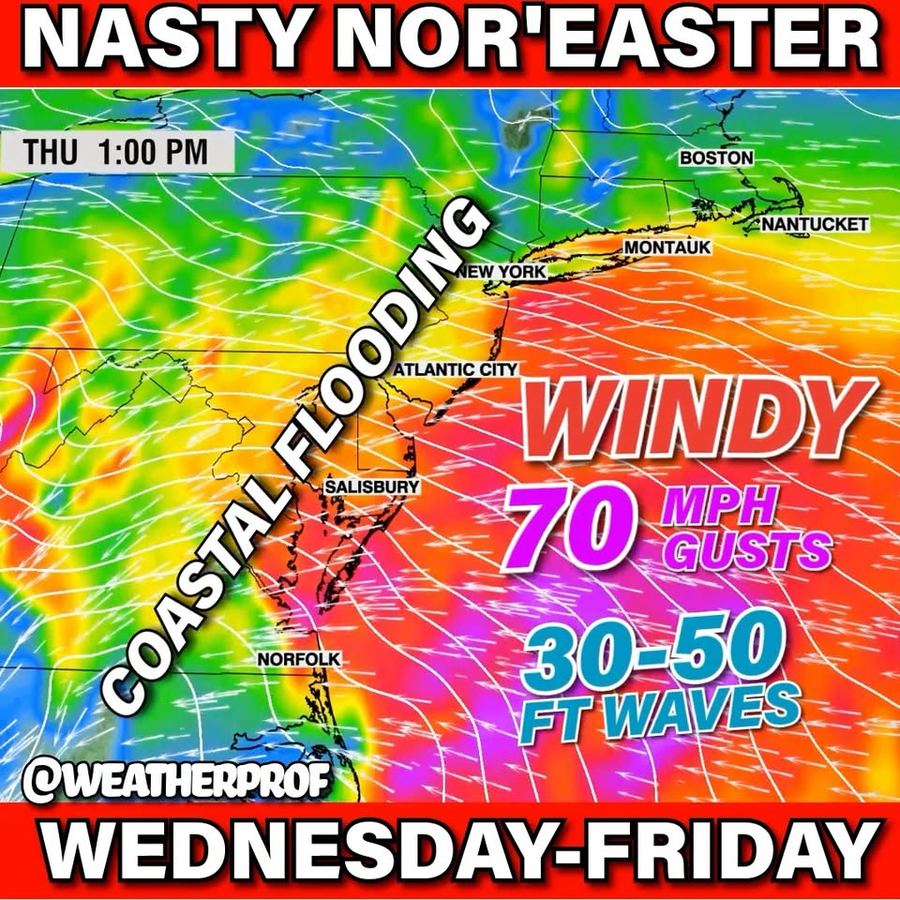 NASTY NOR'EASTER
THU 1:00 PM
BOSTON
NANTUCKET
MONTAUK
NEW YORK
COASTAL FLOODING
ATLANTIC CITY
WINDY
SALISBURY
70 MPH
GUSTS
30-50
FT WAVES
NORFOLK
@WEATHERPROF
WEDNESDAY-FRIDAY